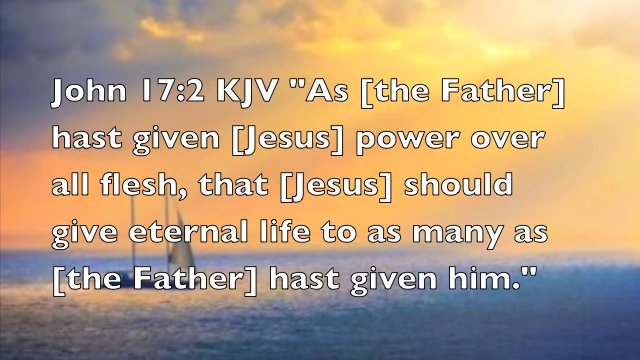 John 17:2 KJV "As [the Father]
hast given [Jesus] power over
all flesh, that [Jesus] should
give eternal life to as many as
[the Father] hast given him."